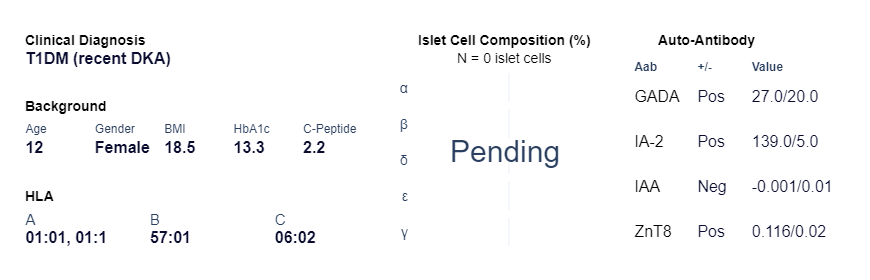 Clinical Diagnosis
T1DM (recent DKA)
Background
Age Gender BMI HbA1c C-Peptide
12 Female 18.5 13.3 2.2
HLA
A B C
01:01, 01:1 57:01 06:02
Islet Cell Composition (%)
N = 0 islet cells
α
β
δ
ε
γ
Pending
Auto-Antibody
Aab +/- Value
GADA Pos 27.0/20.0
IA-2 Pos 139.0/5.0
IAA Neg -0.001/0.01
ZnT8 Pos 0.116/0.02